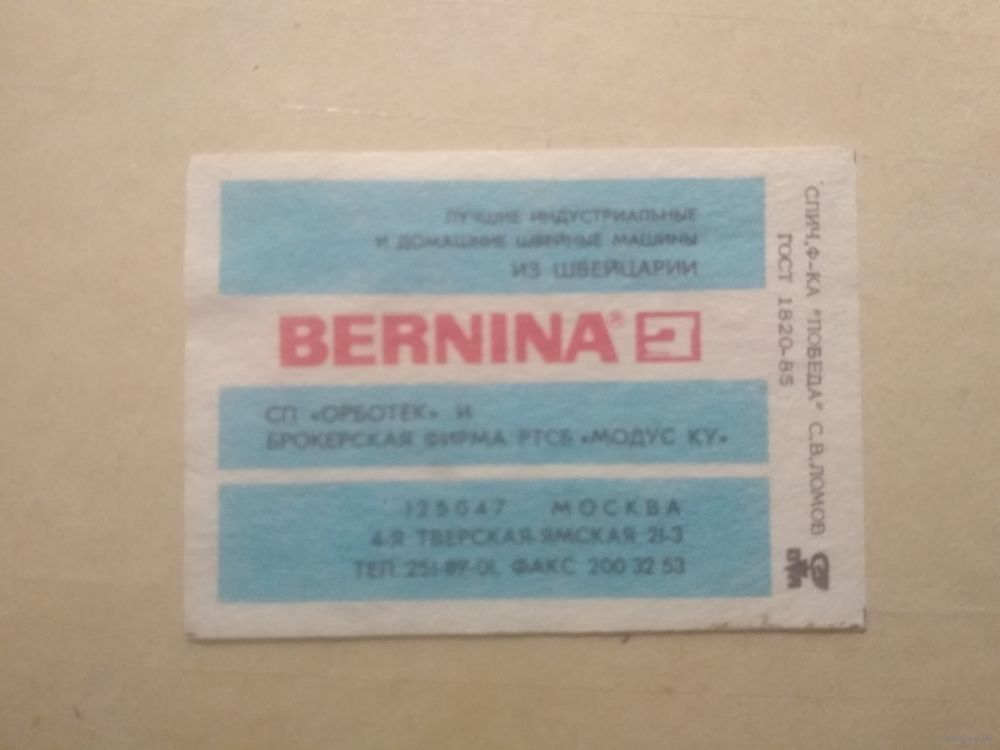 ЛУЧШИЕ ИНДУСТРИАЛЬНЫЕ
И ДОМАШНИЕ ШВЕЙНЫЕ МАШИНЫ
ИЗ ШВЕЙЦАРИИ
BERNINA®
СП «ОРБОТЕК» И
БРОКЕРСКАЯ ФИРМА РТСБ «МОДУС КУ»
125047 МОСКВА
4-Я ТВЕРСКАЯ-ЯМСКАЯ 21-3
ТЕЛ. 251-89-01, ФАКС 200 32 53
СПИЧ.Ф-КА "ПОБЕДА" С.В.ЛОМОВ
ГОСТ 1820-85